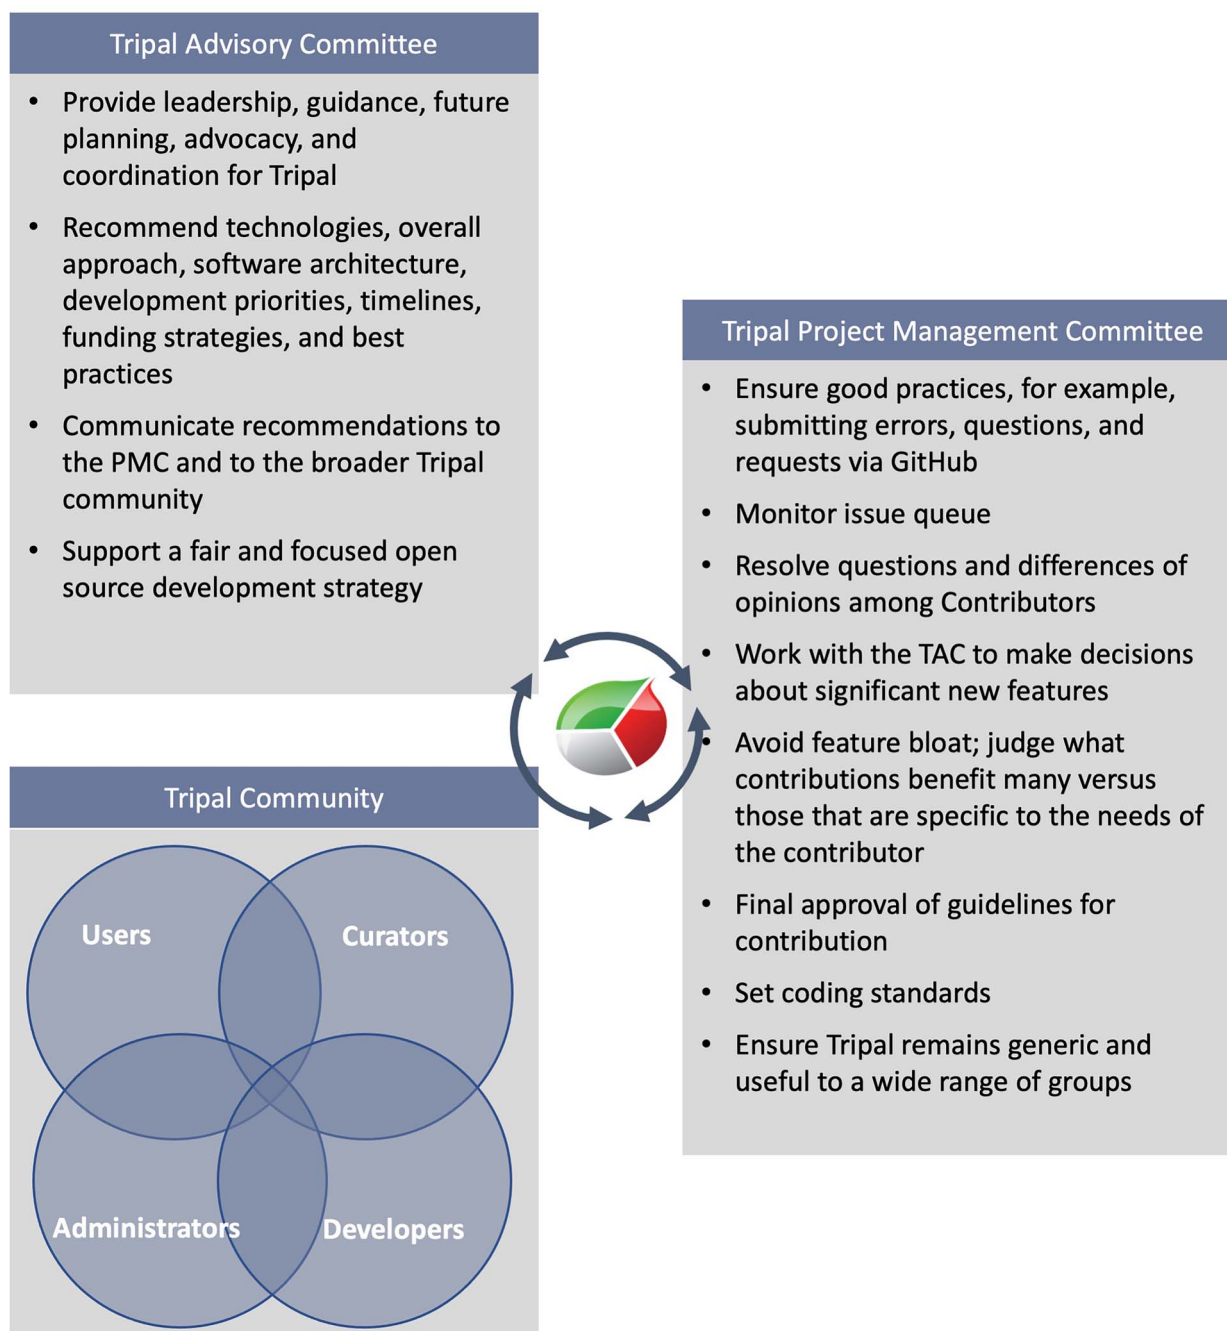 Tripal Advisory Committee
• Provide leadership, guidance, future
planning, advocacy, and
coordination for Tripal
• Recommend technologies, overall
approach, software architecture,
development priorities, timelines,
funding strategies, and best
practices
• Communicate recommendations to
the PMC and to the broader Tripal
community
• Support a fair and focused open
source development strategy
Tripal Project Management Committee
• Ensure good practices, for example,
submitting errors, questions, and
requests via GitHub
• Monitor issue queue
• Resolve questions and differences of
opinions among Contributors
• Work with the TAC to make decisions
about significant new features
• Avoid feature bloat; judge what
contributions benefit many versus
those that are specific to the needs of
the contributor
• Final approval of guidelines for
contribution
• Set coding standards
• Ensure Tripal remains generic and
useful to a wide range of groups
Tripal Community
Users
Curators
Administrators
Developers